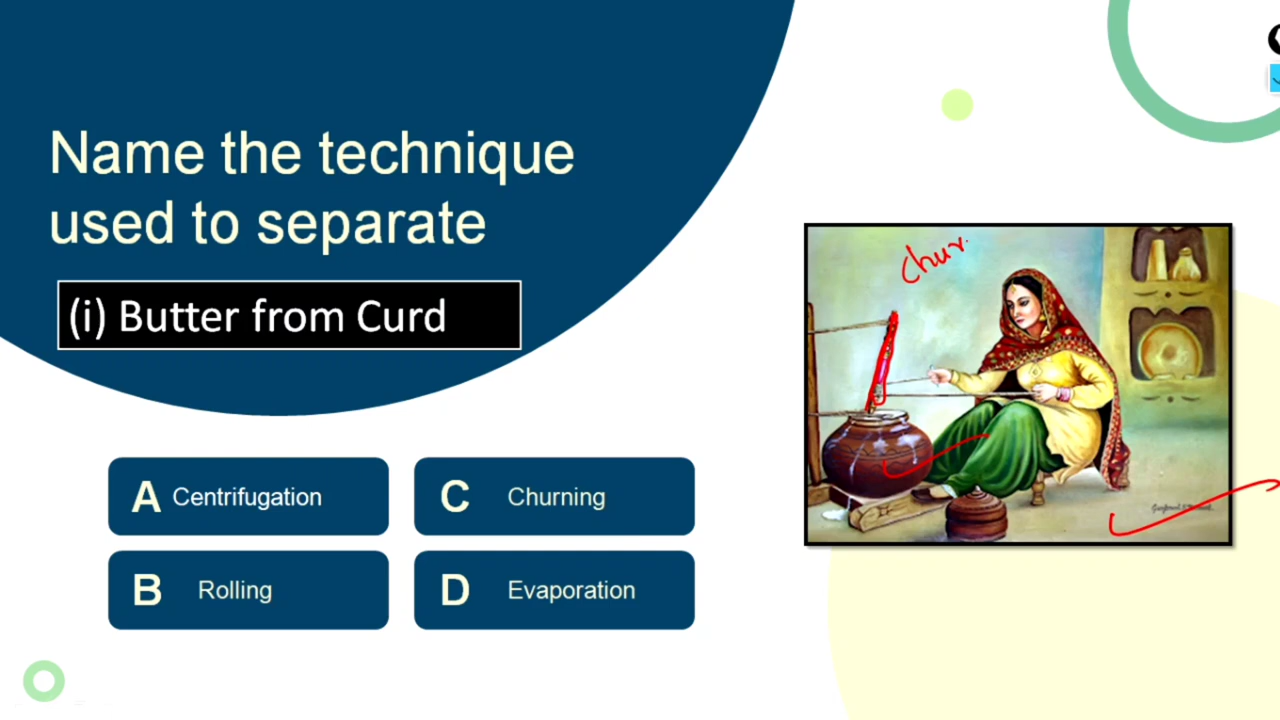 Name the technique
used to separate
(i) Butter from Curd
A Centrifugation
C Churning
B Rolling
D Evaporation
Chur.